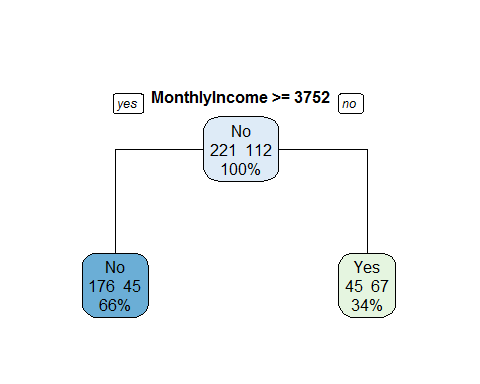 yes MonthlyIncome >= 3752 no
No
221 112
100%
No
176 45
66%
Yes
45 67
34%